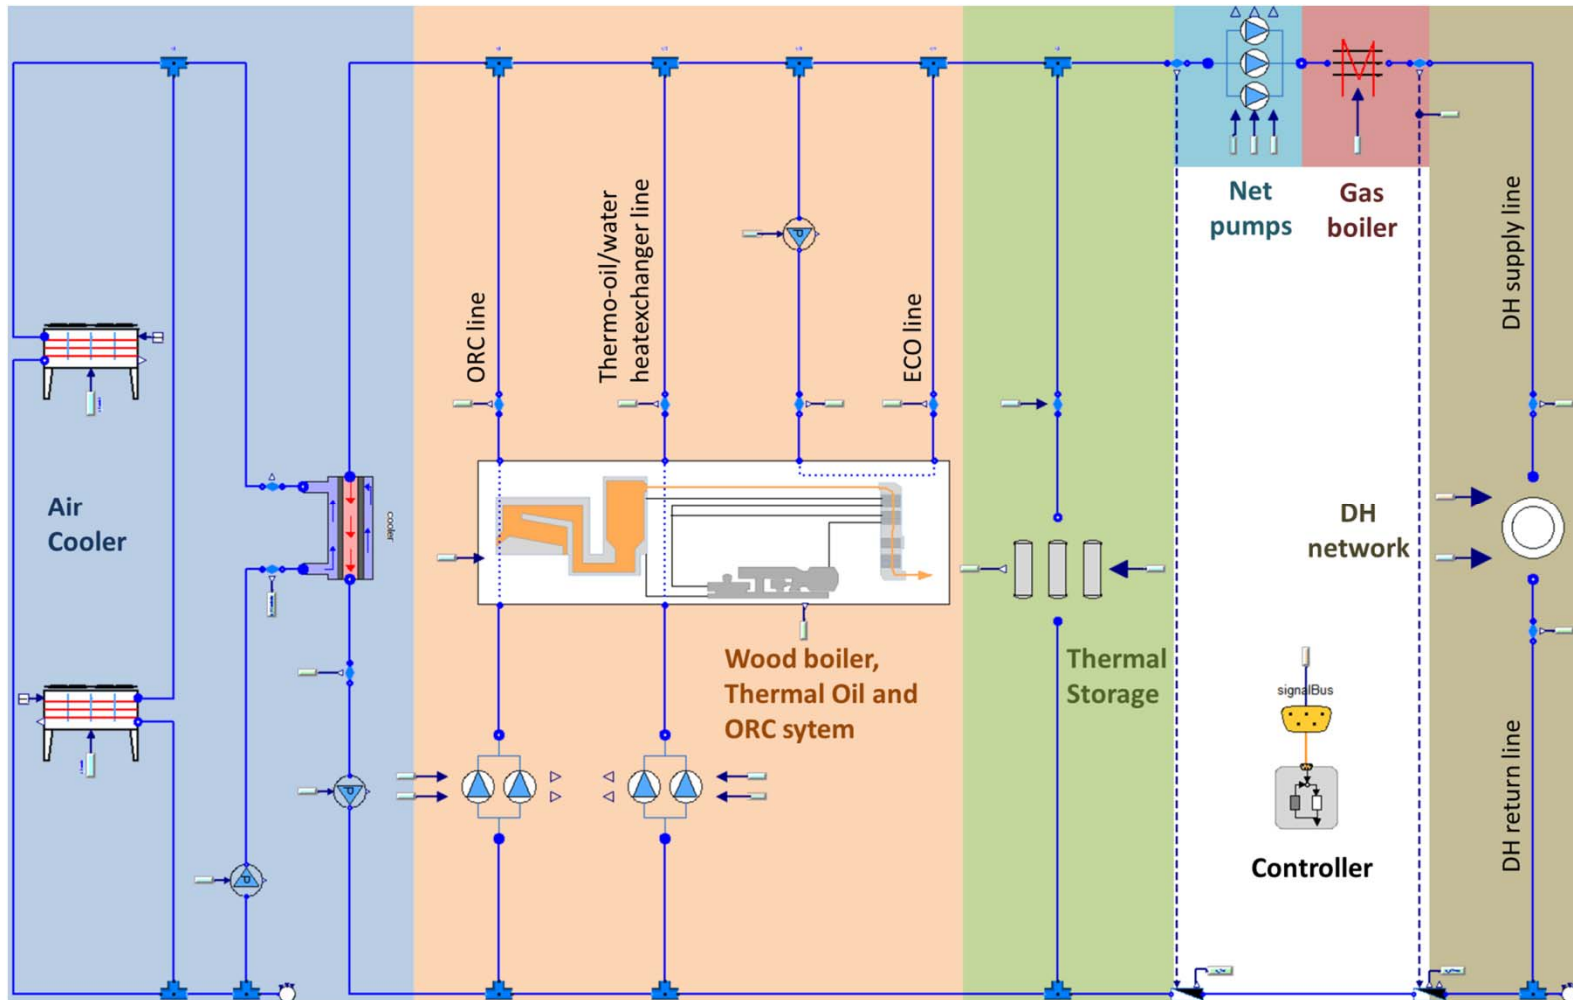 Net
pumps
Gas
boiler
DH supply line
ORC line
Thermo-oil/water
heatexchanger line
ECO line
Air
Cooler
cooler
DH
network
Wood boiler,
Thermal Oil and
ORC sytem
Thermal
Storage
signalBus
Controller
DH return line